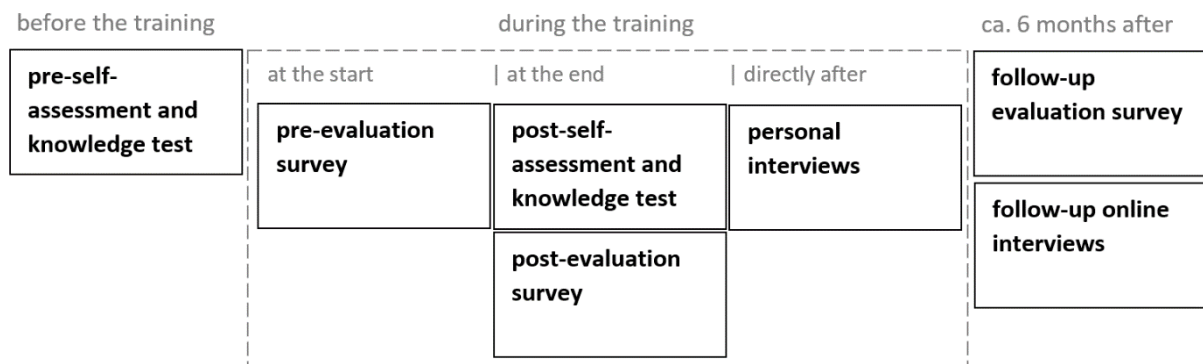 before the training
during the training
ca. 6 months after
pre-self-
assessment and
knowledge test
at the start
| at the end
| directly after
pre-evaluation
survey
post-self-
assessment and
knowledge test
post-evaluation
survey
personal
interviews
follow-up
evaluation survey
follow-up online
interviews